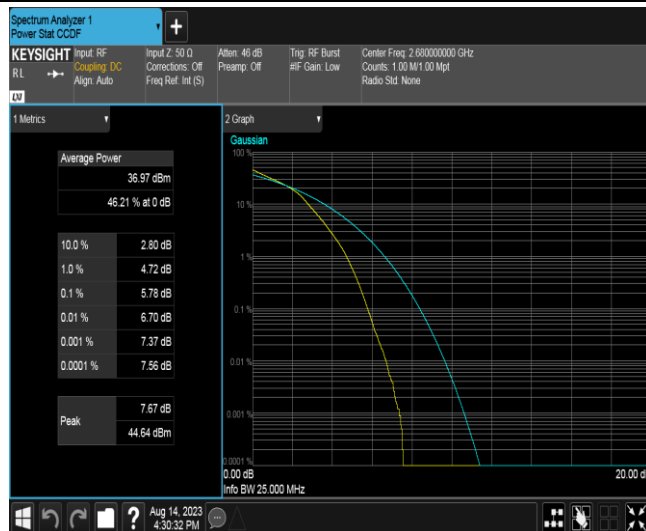 Spectrum Analyzer 1
Power Stat CCDF
+
KEYSIGHT
RL
Input: RF
Coupling: DC
Align: Auto
Input Z: 50 Ω
Corrections: Off
Freq Ref: Int (S)
Atten: 46 dB
Preamp: Off
Trig: RF Burst
#IF Gain: Low
Center Freq: 2.680000000 GHz
Counts: 1.00 M/1.00 Mpt
Radio Std: None
1 Metrics
Average Power
36.97 dBm
46.21 % at 0 dB
10.0 % 2.80 dB
1.0 % 4.72 dB
0.1 % 5.78 dB
0.01 % 6.70 dB
0.001 % 7.37 dB
0.0001 % 7.56 dB
Peak
7.67 dB
44.64 dBm
2 Graph
Gaussian
100 %
10 %
1 %
0.1 %
0.01 %
0.001 %
0.0001 %
0.00 dB
20.00 d
Info BW 25.000 MHz
?
Aug 14, 2023
4:30:32 PM